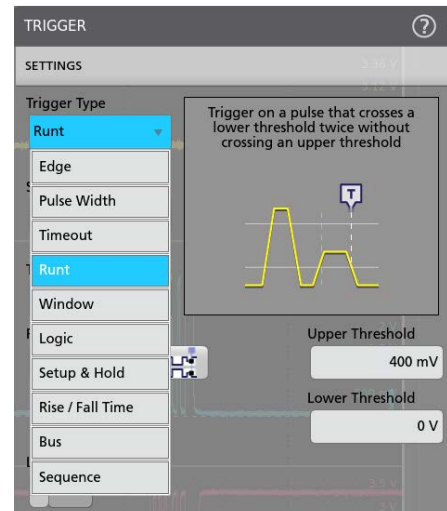 TRIGGER
?
SETTINGS
Trigger Type
Runt
Edge
Pulse Width
Timeout
Runt
Window
Logic
Setup & Hold
Rise / Fall Time
Bus
Sequence
Trigger on a pulse that crosses a
lower threshold twice without
crossing an upper threshold
T
Upper Threshold
400 mV
Lower Threshold
0 V
3.5 V